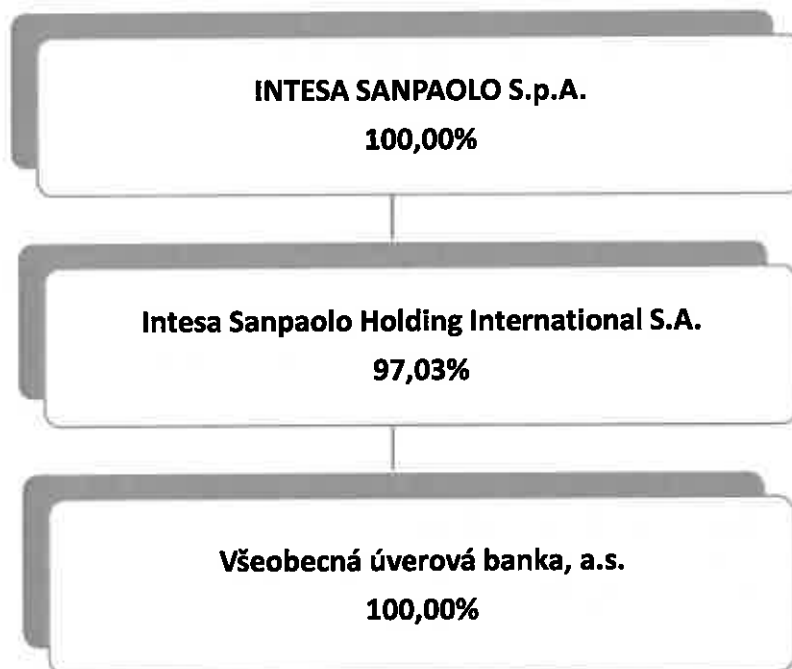 INTESA SANPAOLO S.p.A.
100,00%
Intesa Sanpaolo Holding International S.A.
97,03%
Všeobecná úverová banka, a.s.
100,00%